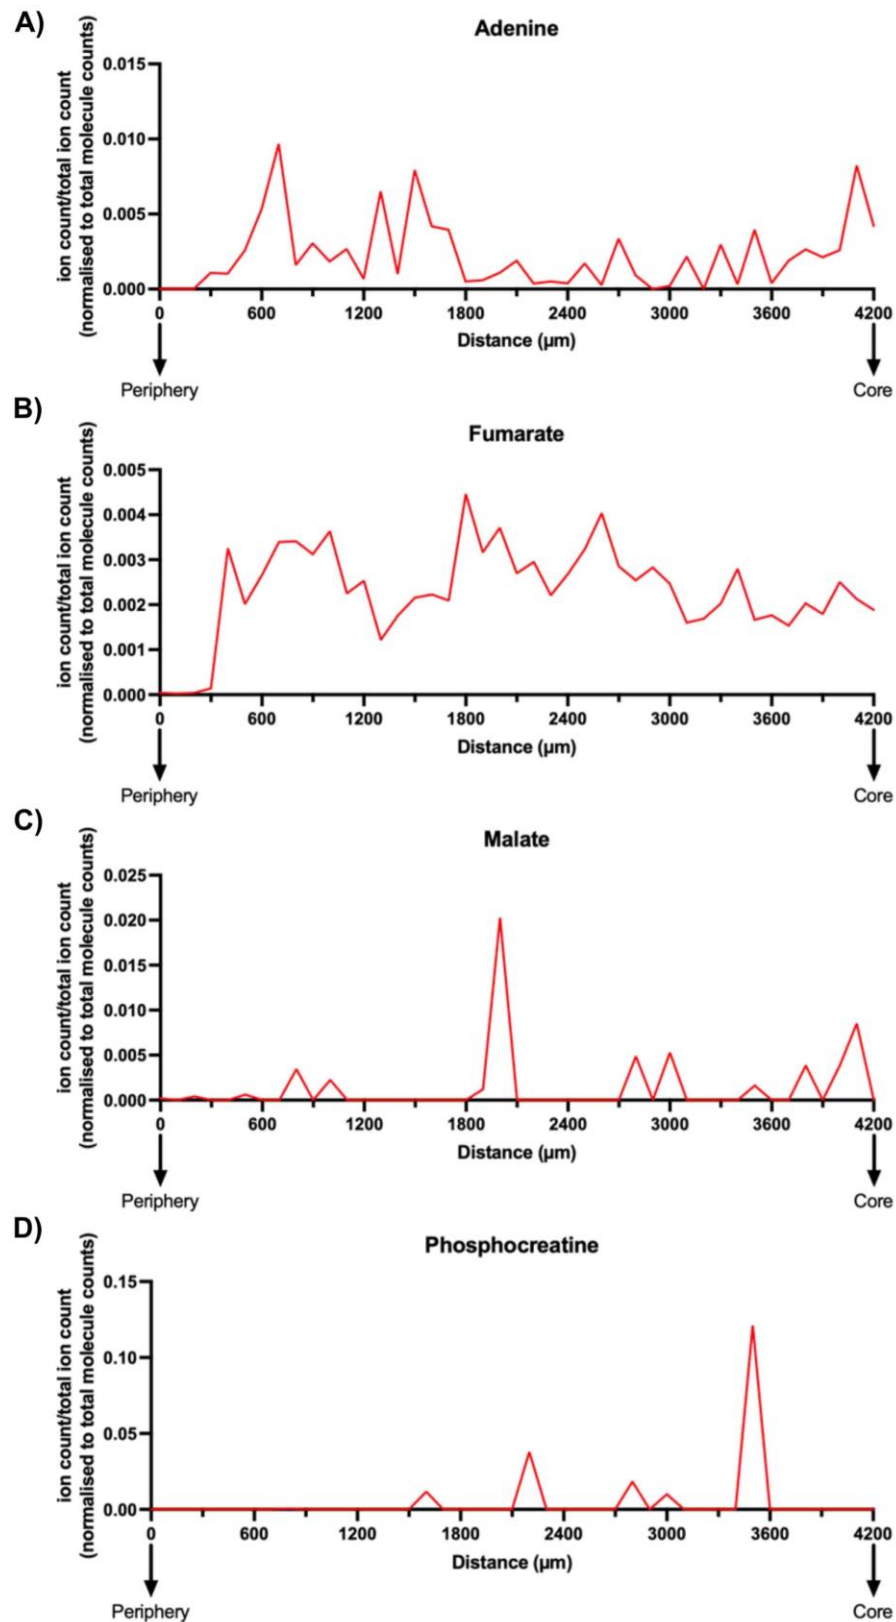 A)
Adenine
ion count/total ion count
(normalised to total molecule counts)
0.015
0.010
0.005
0.000
0 600 1200 1800 2400 3000 3600 4200
Distance (µm)
Periphery Core
B)
Fumarate
ion count/total ion count
(normalised to total molecule counts)
0.005
0.004
0.003
0.002
0.001
0.000
0 600 1200 1800 2400 3000 3600 4200
Distance (µm)
Periphery Core
C)
Malate
ion count/total ion count
(normalised to total molecule counts)
0.025
0.020
0.015
0.010
0.005
0.000
0 600 1200 1800 2400 3000 3600 4200
Distance (µm)
Periphery Core
D)
Phosphocreatine
ion count/total ion count
(normalised to total molecule counts)
0.15
0.10
0.05
0.00
0 600 1200 1800 2400 3000 3600 4200
Distance (µm)
Periphery Core